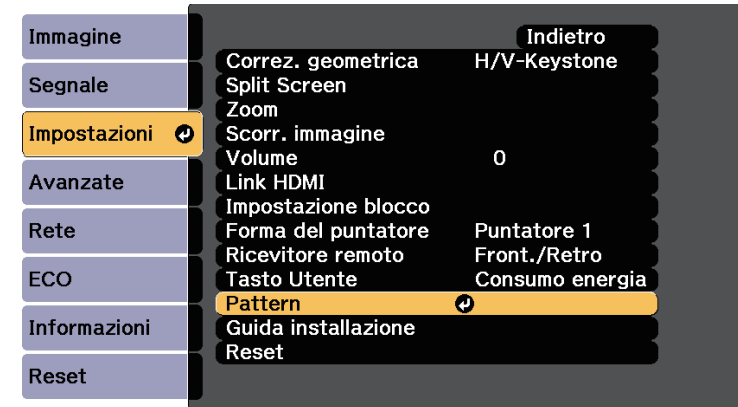 Immagine
Segnale
Impostazioni
Avanzate
Rete
ECO
Informazioni
Reset
Indietro
Correz. geometrica H/V-Keystone
Split Screen
Zoom
Scorr. immagine
Volume 0
Link HDMI
Impostazione blocco
Forma del puntatore Puntatore 1
Ricevitore remoto Front./Retro
Tasto Utente Consumo energia
Pattern
Guida installazione
Reset